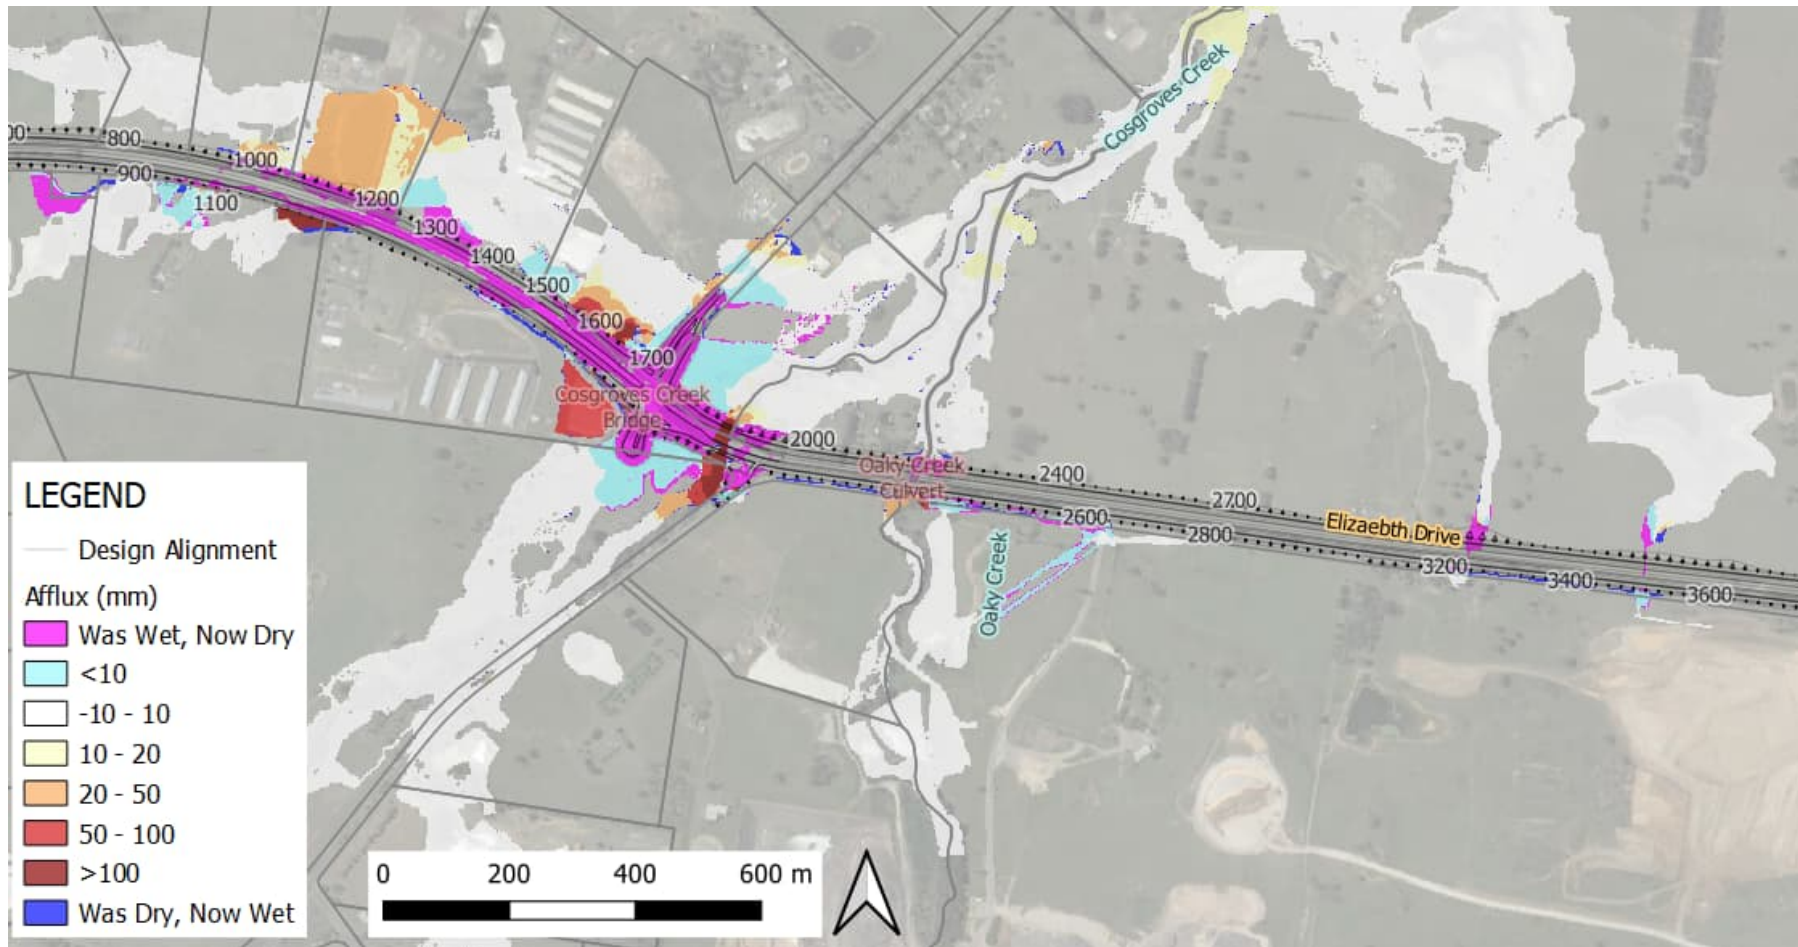 Cosgroves Creek
00
800
900
1000
1100
1200
1300
1400
1500
1600
1700
Cosgroves Creek
Bridge
2000
Oaky Creek
Culvert
2400
2600
2700
2800
Elizaebth Drive
3200
3400
3600
Oaky Creek
LEGEND
Design Alignment
Afflux (mm)
Was Wet, Now Dry
<10
-10 - 10
10 - 20
20 - 50
50 - 100
>100
Was Dry, Now Wet
0 200 400 600 m